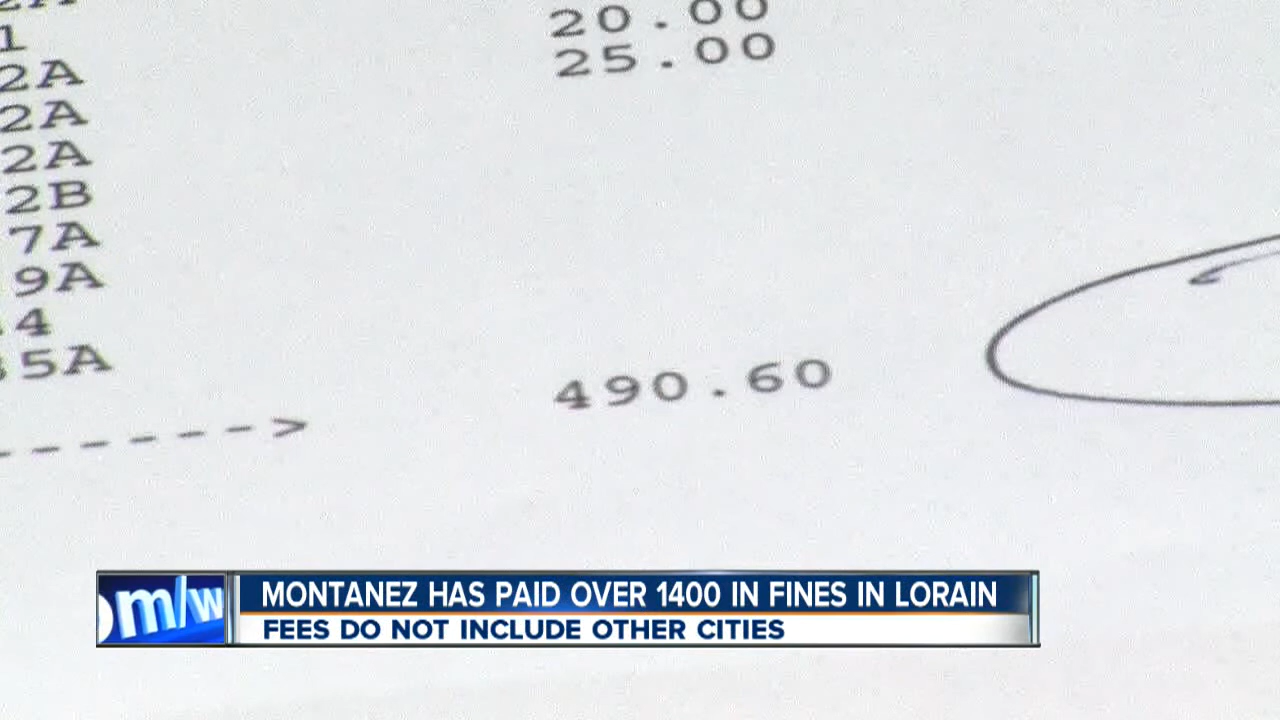 2A
20.00
1
25.00
2A
2A
2A
2B
7A
9A
4
5A
490.60
------>
m/w
MONTANEZ HAS PAID OVER 1400 IN FINES IN LORAIN
FEES DO NOT INCLUDE OTHER CITIES